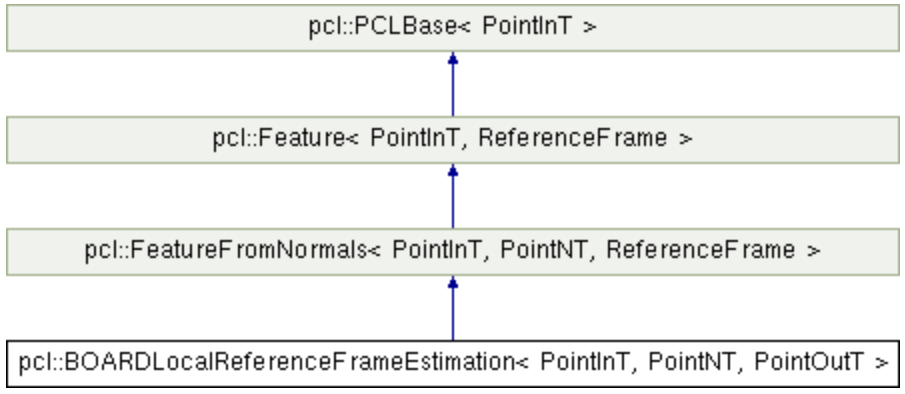 pcl::PCLBase< PointInT >
pcl::Feature< PointInT, ReferenceFrame >
pcl::FeatureFromNormals< PointInT, PointNT, ReferenceFrame >
pcl::BOARDLocalReferenceFrameEstimation< PointInT, PointNT, PointOutT >